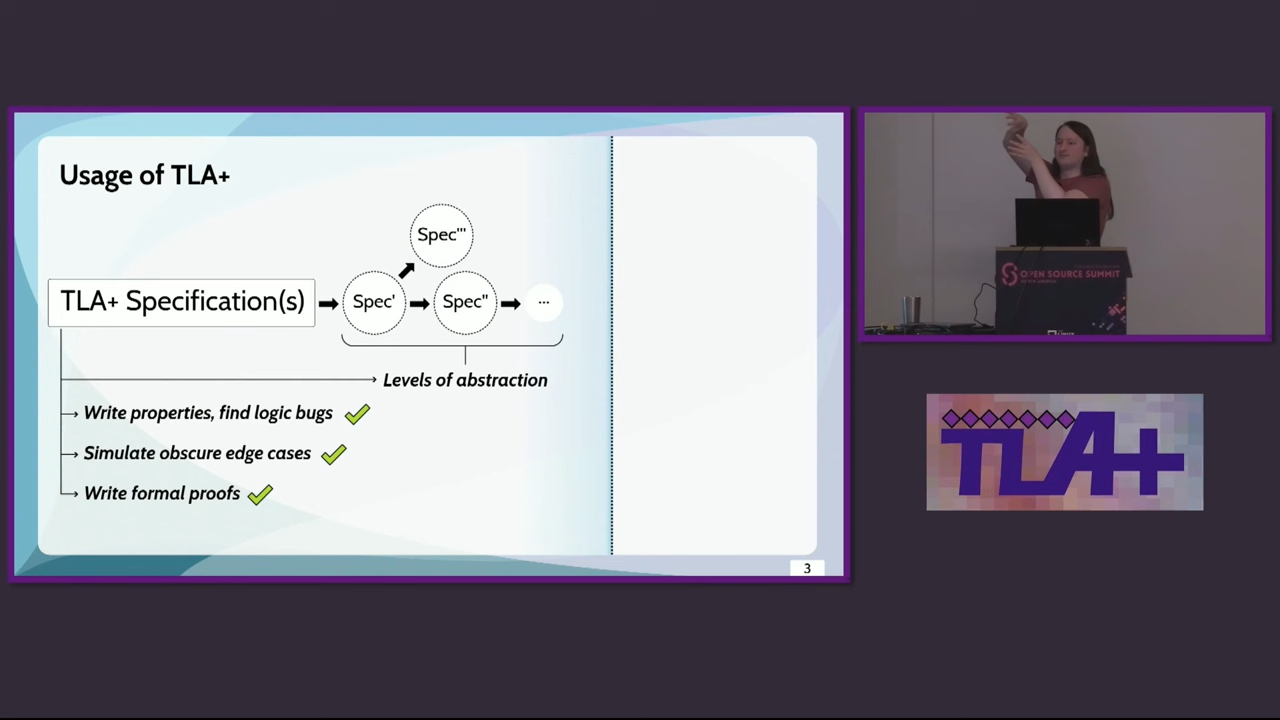 Usage of TLA+
Spec'''
TLA+ Specification(s)
Spec'
Spec''
...
Levels of abstraction
Write properties, find logic bugs
Simulate obscure edge cases
Write formal proofs
3
OPEN SOURCE SUMMIT
TLA+